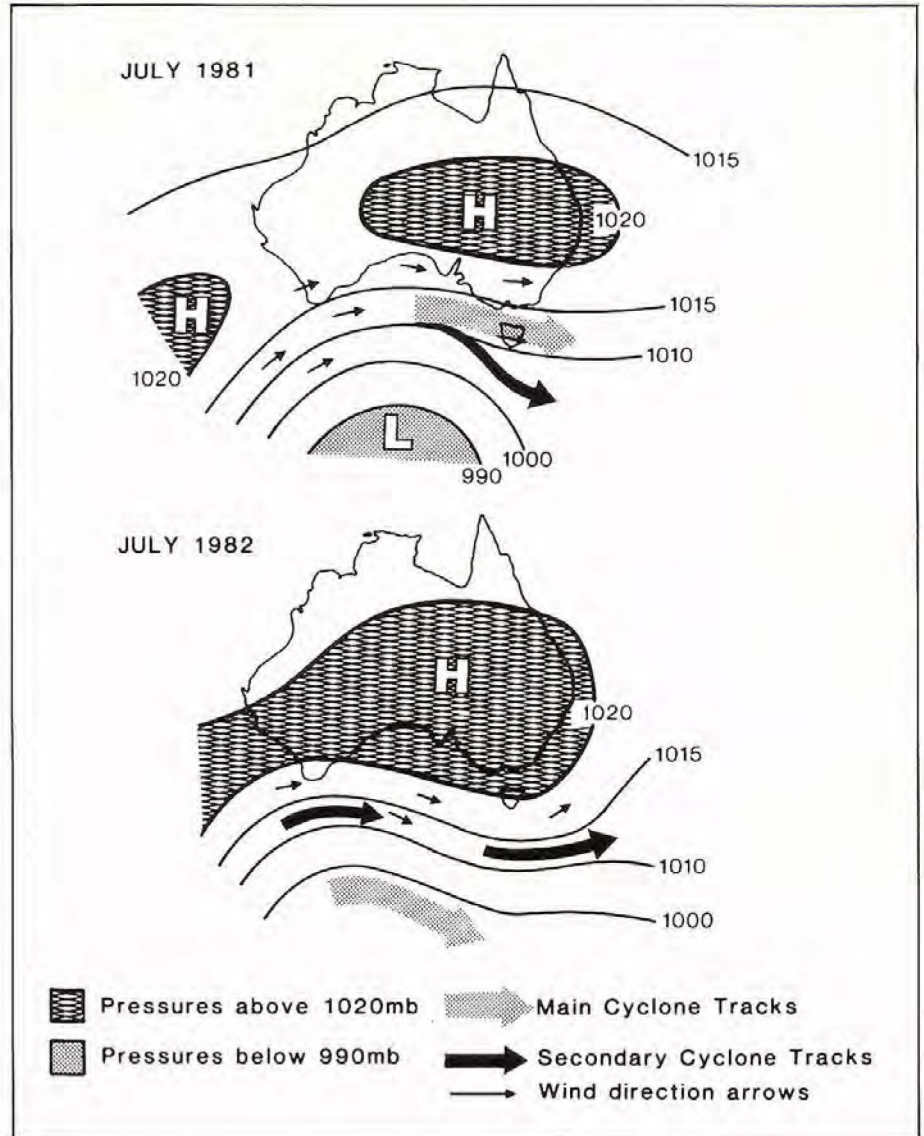 JULY 1981
1015
H
1020
H
1015
1010
1020
L
1000
990
JULY 1982
H
1020
1015
1010
1000
Pressures above 1020mb
Main Cyclone Tracks
Pressures below 990mb
Secondary Cyclone Tracks
Wind direction arrows